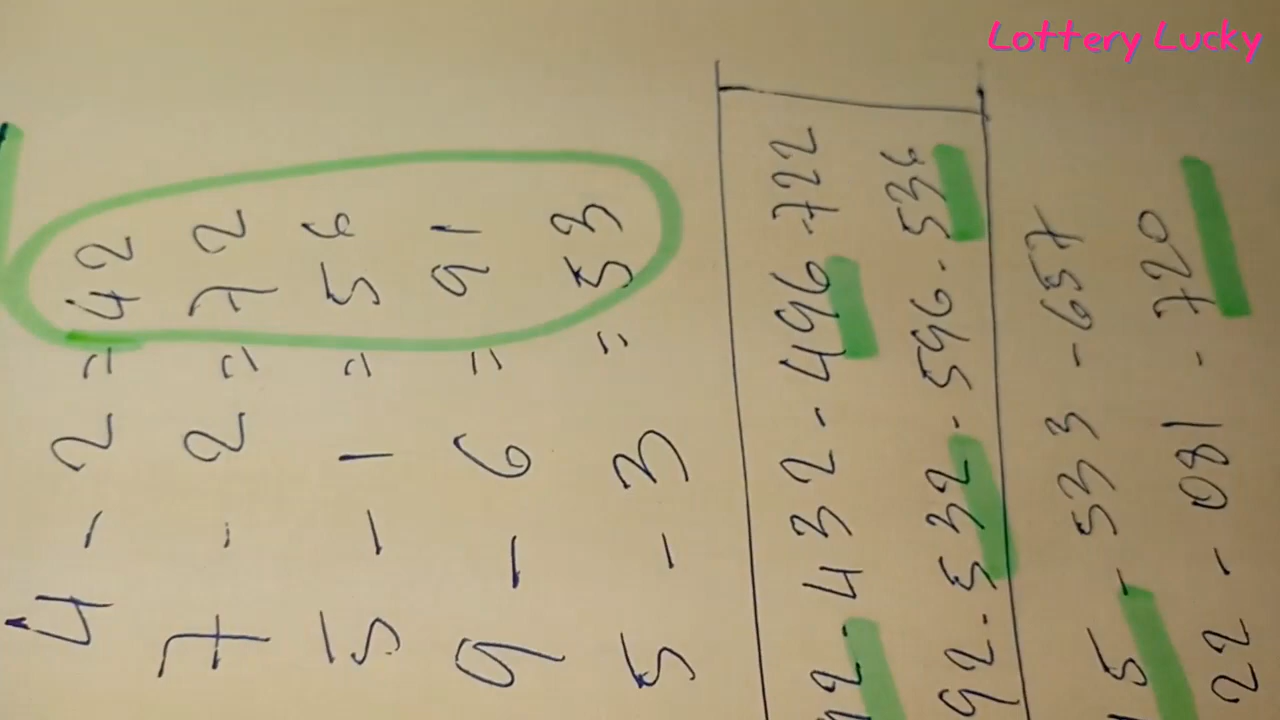 Lottery Lucky
4 - 2 = 42
7 - 2 = 72
5 - 1 = 56
9 - 6 = 91
5 - 3 = 53
92. 432 - 496.722
92. 532. 596. 536
15 - 533 - 657
22 - 081 - 720